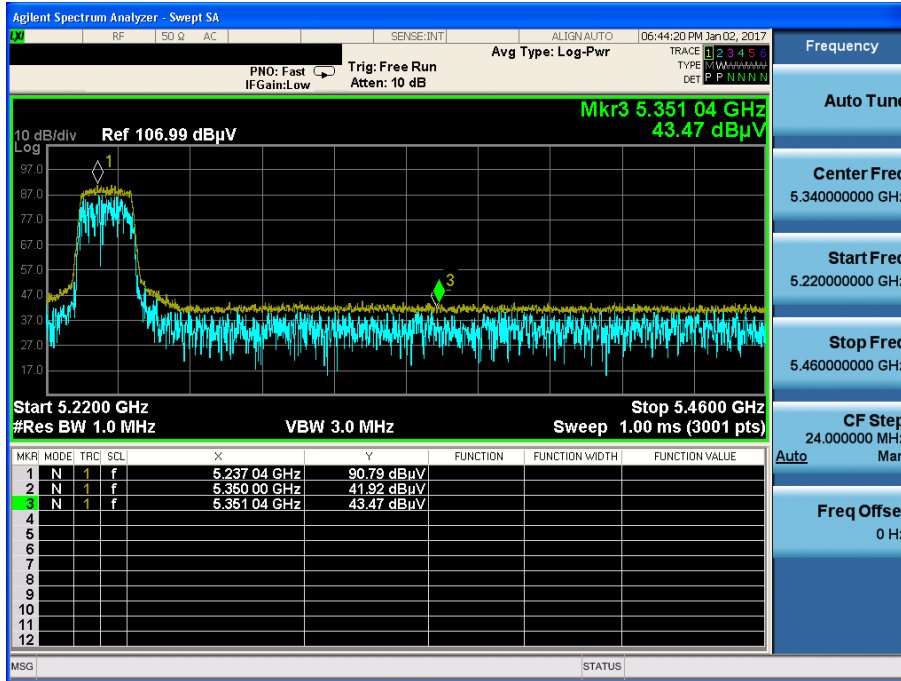 Agilent Spectrum Analyzer - Swept SA
LXI RF 50 Ω AC SENSE:INT ALIGN AUTO 06:44:20 PM Jan 02, 2017
Avg Type: Log-Pwr TRACE 1 2 3 4 5 6
PNO: Fast Trig: Free Run TYPE M W W W W W
IFGain:Low Atten: 10 dB DET P P N N N N
Frequency
Mkr3 5.351 04 GHz
43.47 dBµV
10 dB/div Ref 106.99 dBµV
Log
97.0
87.0
77.0
67.0
57.0
47.0
37.0
27.0
17.0
1
3
Start 5.2200 GHz Stop 5.4600 GHz
#Res BW 1.0 MHz VBW 3.0 MHz Sweep 1.00 ms (3001 pts)
MKR MODE TRC SCL X Y FUNCTION FUNCTION WIDTH FUNCTION VALUE
1 N 1 f 5.237 04 GHz 90.79 dBµV
2 N 1 f 5.350 00 GHz 41.92 dBµV
3 N 1 f 5.351 04 GHz 43.47 dBµV
4
5
6
7
8
9
10
11
12
MSG STATUS
Auto Tune
Center Freq
5.340000000 GHz
Start Freq
5.220000000 GHz
Stop Freq
5.460000000 GHz
CF Step
24.000000 MHz
Auto Man
Freq Offset
0 Hz